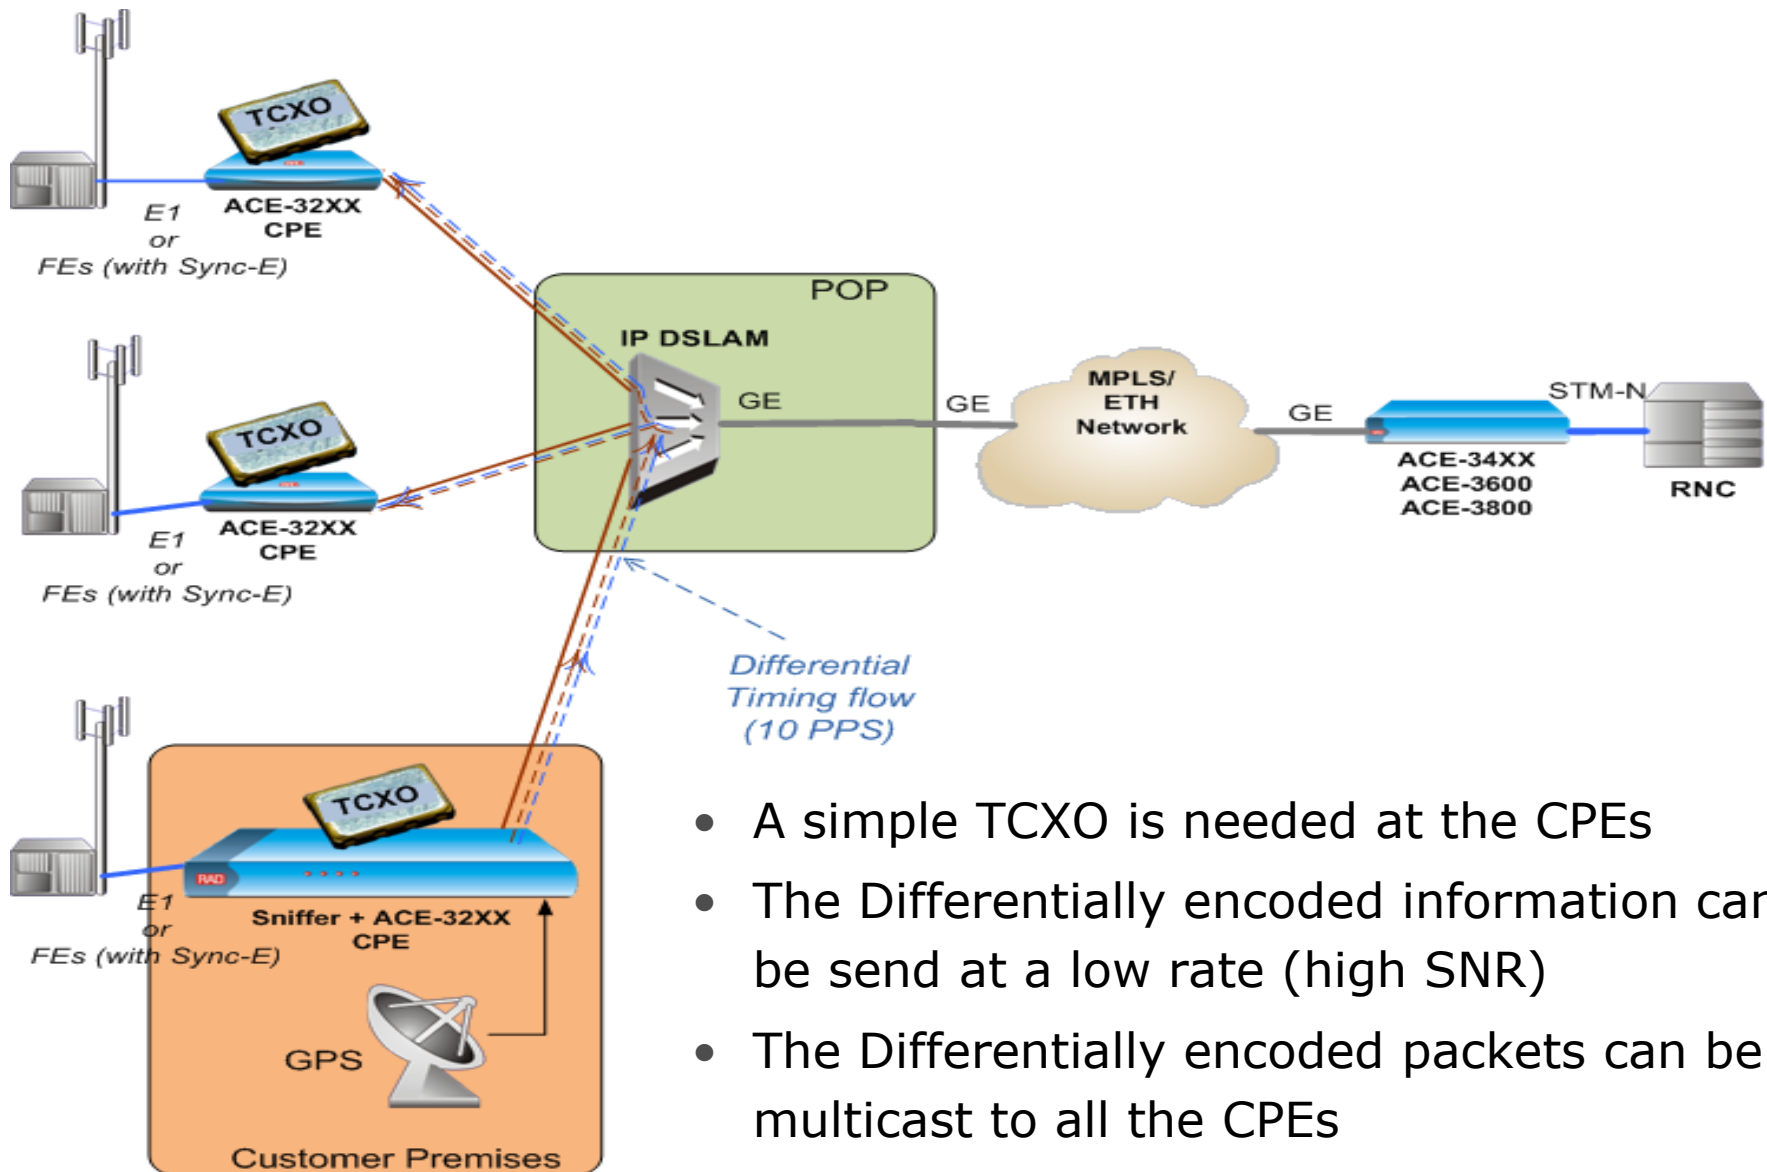 TCXO
ACE-32XX
CPE
E1
or
FEs (with Sync-E)
POP
IP DSLAM
GE
GE
MPLS/
ETH
Network
GE
STM-N
ACE-34XX
ACE-3600
ACE-3800
RNC
TCXO
ACE-32XX
CPE
E1
or
FEs (with Sync-E)
Differential
Timing flow
(10 PPS)
TCXO
RAD
E1
or
FEs (with Sync-E)
Sniffer + ACE-32XX
CPE
GPS
Customer Premises
• A simple TCXO is needed at the CPEs
• The Differentially encoded information can
be send at a low rate (high SNR)
• The Differentially encoded packets can be
multicast to all the CPEs